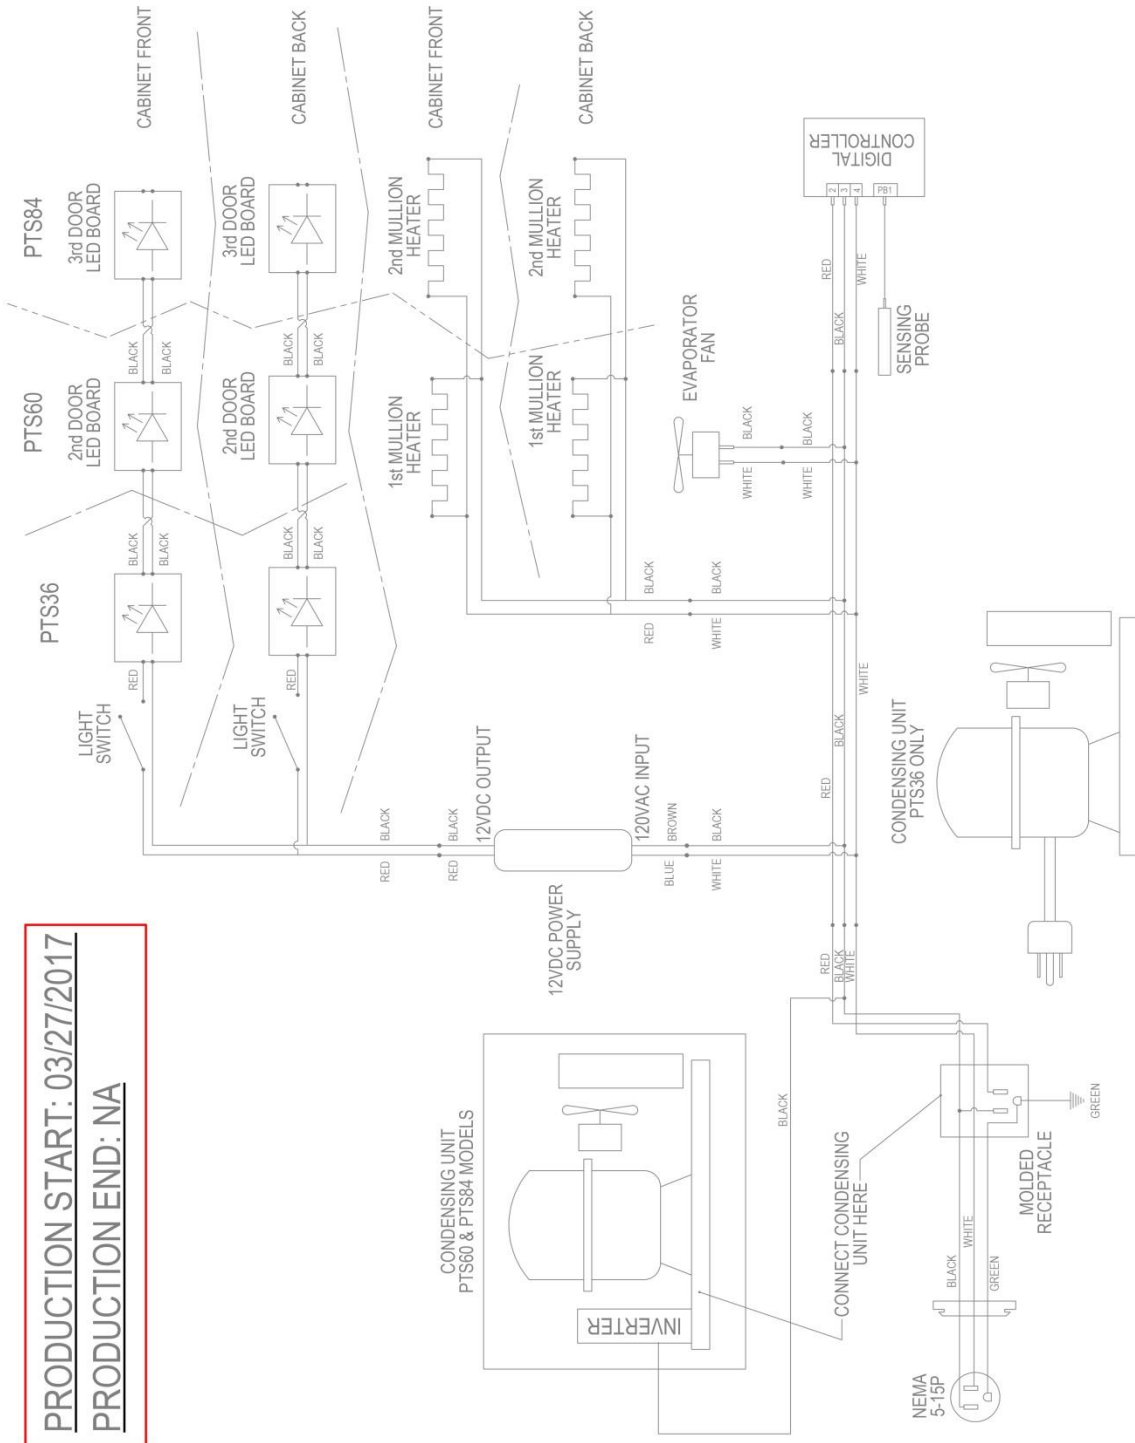 PRODUCTION START: 03/27/2017
PRODUCTION END: NA
PTS36
PTS60
PTS84
LIGHT
SWITCH
RED
BLACK
BLACK
2nd DOOR
LED BOARD
BLACK
BLACK
3rd DOOR
LED BOARD
CABINET FRONT
LIGHT
SWITCH
RED
BLACK
BLACK
2nd DOOR
LED BOARD
BLACK
BLACK
3rd DOOR
LED BOARD
CABINET BACK
RED
BLACK
RED
BLACK
12VDC OUTPUT
12VDC POWER
SUPPLY
120VAC INPUT
BLUE
BROWN
WHITE
BLACK
1st MULLION
HEATER
2nd MULLION
HEATER
CABINET FRONT
1st MULLION
HEATER
2nd MULLION
HEATER
CABINET BACK
RED
BLACK
WHITE
BLACK
EVAPORATOR
FAN
WHITE
BLACK
WHITE
BLACK
CONDENSING UNIT
PTS60 & PTS84 MODELS
INVERTER
BLACK
CONNECT CONDENSING
UNIT HERE
RED
BLACK
WHITE
RED
BLACK
WHITE
RED
BLACK
WHITE
DIGITAL
CONTROLLER
2
3
4
PB1
SENSING
PROBE
CONDENSING UNIT
PTS36 ONLY
NEMA
5-15P
BLACK
WHITE
GREEN
MOLDED
RECEPTACLE
GREEN